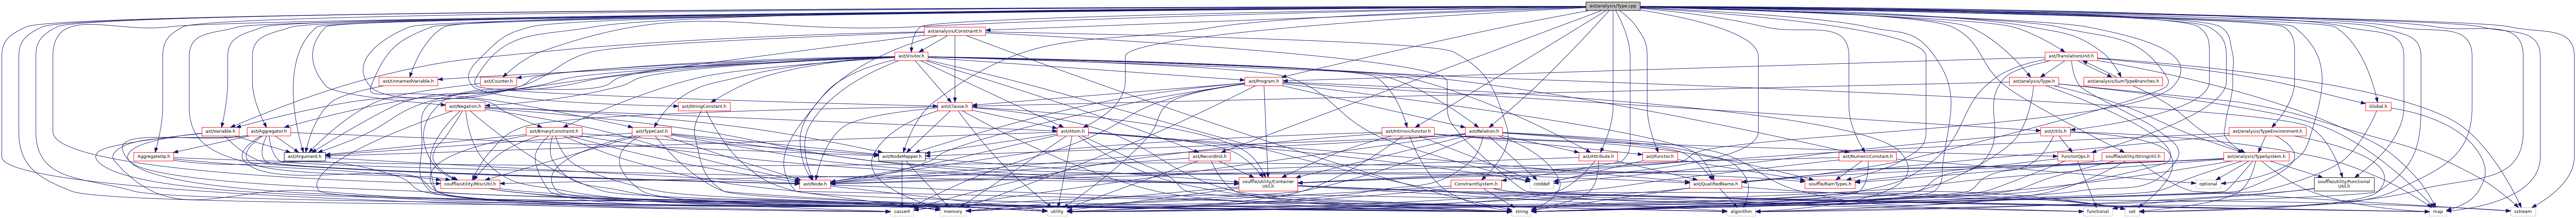 ast/analysis/Type.cpp
ast/analysis/Constraint.h
ast/Visitor.h
ast/TranslationUnit.h
ast/UnnamedVariable.h
ast/Counter.h
ast/Program.h
ast/analysis/Type.h
ast/analysis/SumTypeBranches.h
ast/Negation.h
ast/StringConstant.h
ast/Clause.h
Global.h
ast/Variable.h
ast/Aggregator.h
ast/BinaryConstraint.h
ast/TypeCast.h
ast/Atom.h
ast/IntrinsicFunctor.h
ast/Relation.h
ast/Utils.h
ast/analysis/TypeEnvironment.h
AggregateOp.h
ast/Argument.h
ast/NodeMapper.h
ast/RecordInit.h
ast/Attribute.h
ast/Functor.h
ast/NumericConstant.h
FunctorOps.h
souffle/utility/StringUtil.h
ast/analysis/TypeSystem.h
souffle/utility/MiscUtil.h
ast/Node.h
souffle/utility/Container
Util.h
ConstraintSystem.h
cstddef
ast/QualifiedName.h
souffle/RamTypes.h
optional
souffle/utility/Functional
Util.h
cassert
memory
utility
string
algorithm
functional
set
map
sstream